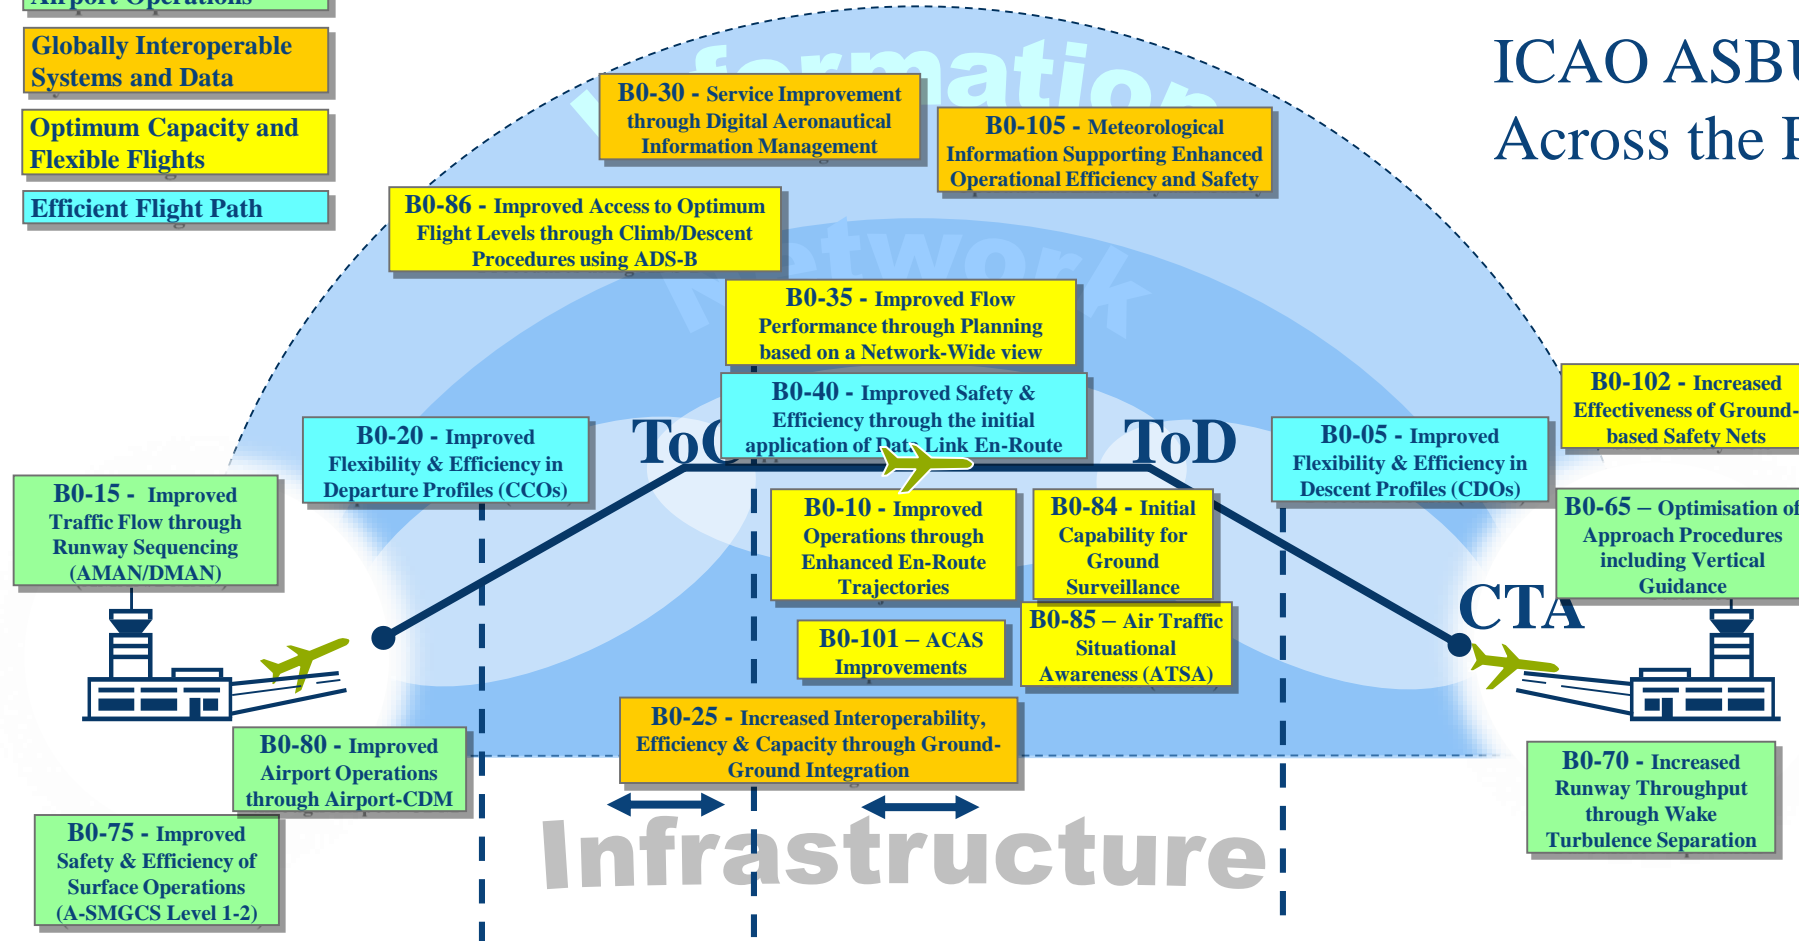 Airport Operations
Globally Interoperable
Systems and Data
Optimum Capacity and
Flexible Flights
Efficient Flight Path
ICAO ASBU
Across the
Information
B0-30 - Service Improvement
through Digital Aeronautical
Information Management
B0-105 - Meteorological
Information Supporting Enhanced
Operational Efficiency and Safety
B0-86 - Improved Access to Optimum
Flight Levels through Climb/Descent
Procedures using ADS-B
Network
B0-35 - Improved Flow
Performance through Planning
based on a Network-Wide view
B0-40 - Improved Safety &
Efficiency through the initial
application of Data Link En-Route
ToC
ToD
B0-20 - Improved
Flexibility & Efficiency in
Departure Profiles (CCOs)
B0-05 - Improved
Flexibility & Efficiency in
Descent Profiles (CDOs)
B0-102 - Increased
Effectiveness of Ground-
based Safety Nets
B0-15 - Improved
Traffic Flow through
Runway Sequencing
(AMAN/DMAN)
B0-10 - Improved
Operations through
Enhanced En-Route
Trajectories
B0-84 - Initial
Capability for
Ground
Surveillance
B0-65 – Optimisation of
Approach Procedures
including Vertical
Guidance
CTA
B0-101 – ACAS
Improvements
B0-85 – Air Traffic
Situational
Awareness (ATSA)
B0-25 - Increased Interoperability,
Efficiency & Capacity through Ground-
Ground Integration
B0-80 - Improved
Airport Operations
through Airport-CDM
B0-70 - Increased
Runway Throughput
through Wake
Turbulence Separation
B0-75 - Improved
Safety & Efficiency of
Surface Operations
(A-SMGCS Level 1-2)
Infrastructure